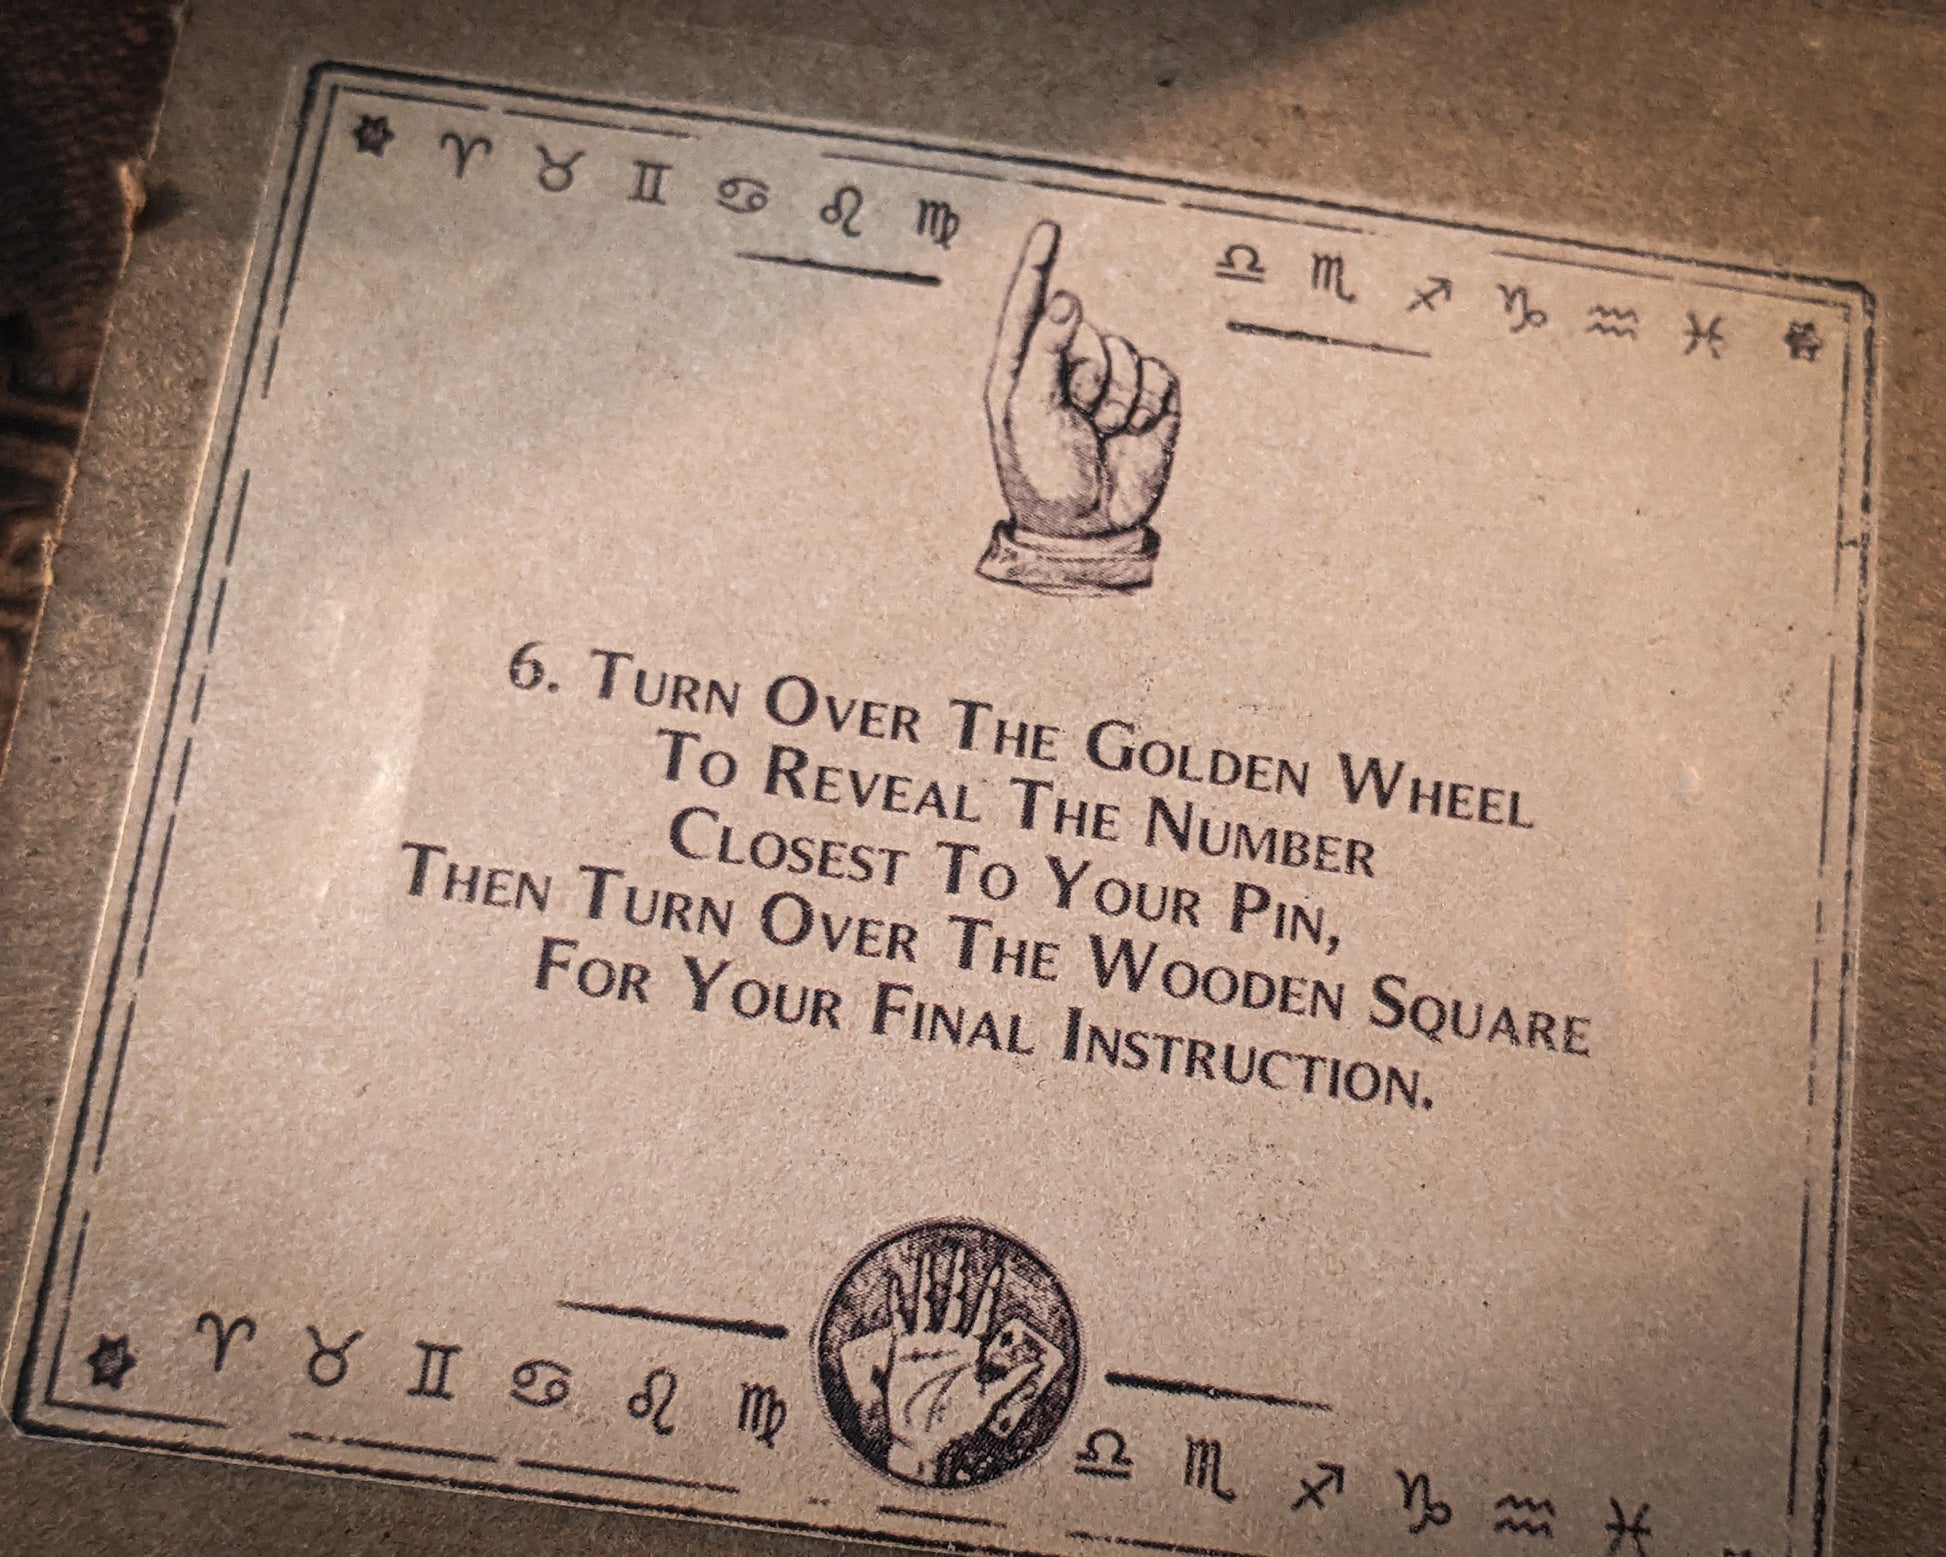 ♈ ♉ ♊ ♋ ♌ ♍ ♎ ♏ ♐ ♑ ♒ ♓
6. Turn Over The Golden Wheel
To Reveal The Number
Closest To Your Pin,
Then Turn Over The Wooden Square
For Your Final Instruction.
♈ ♉ ♊ ♋ ♌ ♍ ♎ ♏ ♐ ♑ ♒ ♓